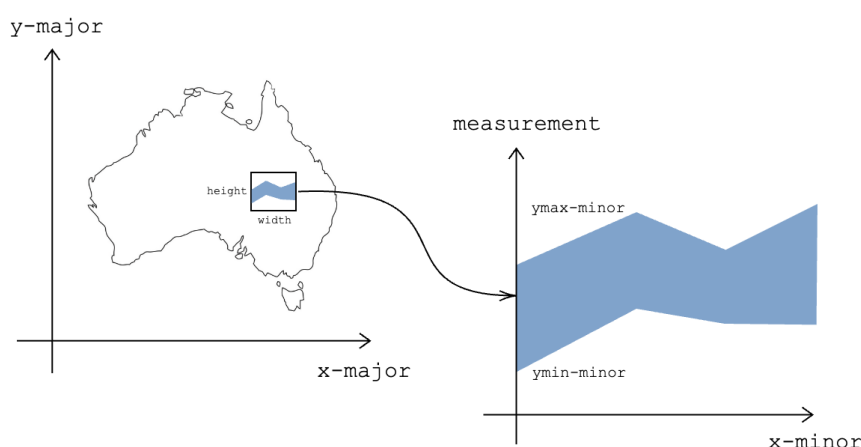 y-major
measurement
height
width
ymax-minor
x-major
ymin-minor
x-minor